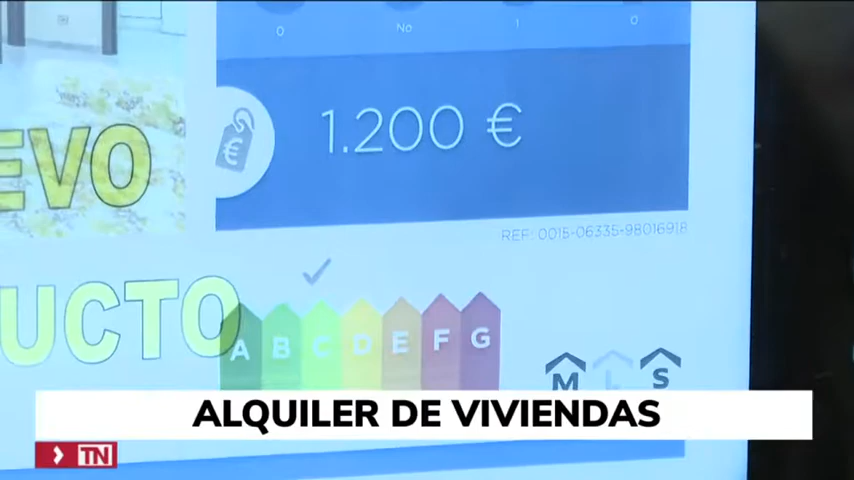 0 No 1 0
1.200 €
€
EVO
REF: 0015-06335-98016918
UCTO
A B C D E F G
M L S
ALQUILER DE VIVIENDAS
TN